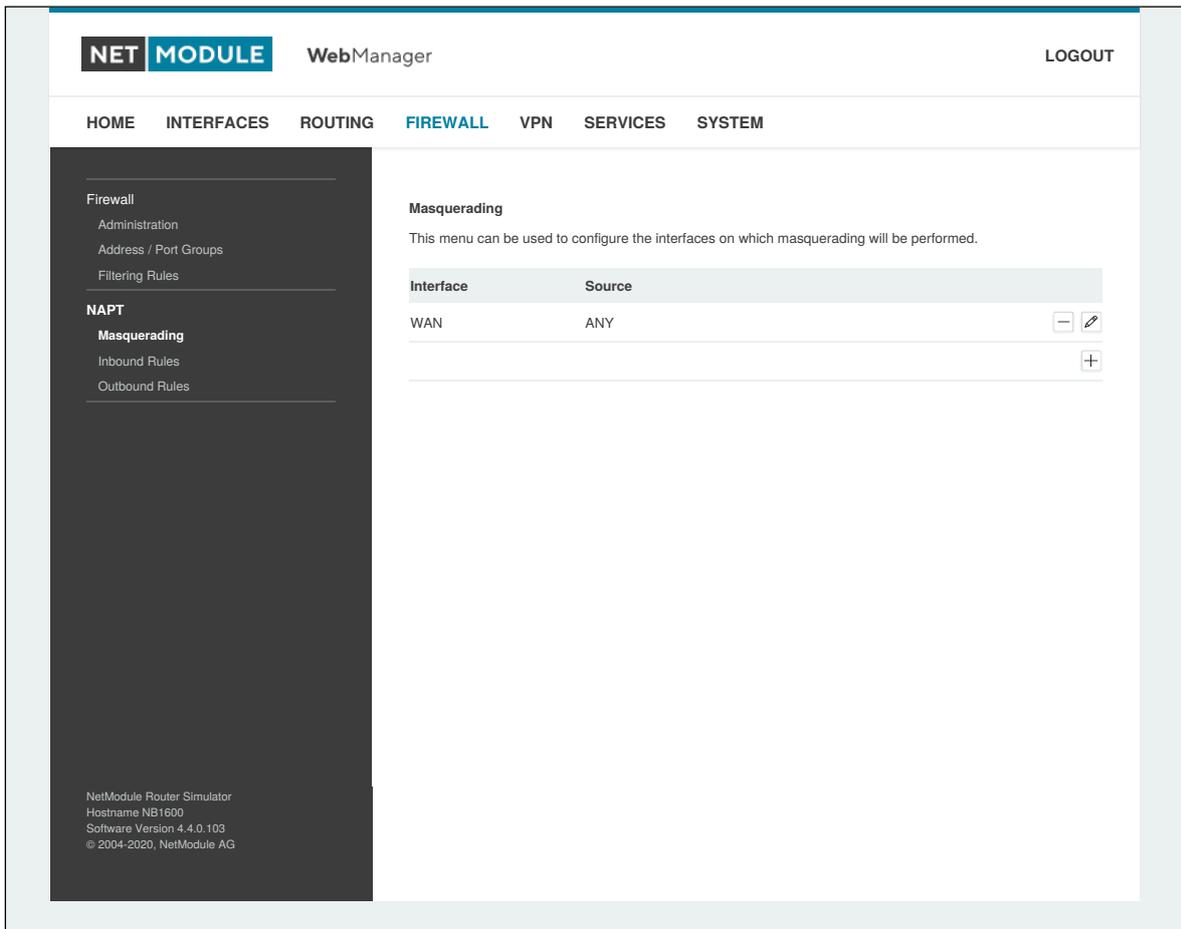 NET MODULE WebManager LOGOUT
HOME INTERFACES ROUTING FIREWALL VPN SERVICES SYSTEM
Firewall
Administration
Address / Port Groups
Filtering Rules
NAPT
Masquerading
Inbound Rules
Outbound Rules
Masquerading
This menu can be used to configure the interfaces on which masquerading will be performed.
Interface Source
WAN ANY
NetModule Router Simulator
Hostname NB1600
Software Version 4.4.0.103
© 2004-2020, NetModule AG